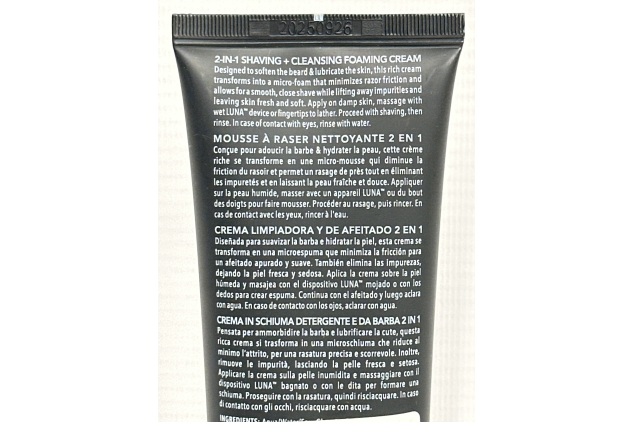 20260926
2-IN-1 SHAVING + CLEANSING FOAMING CREAM
Designed to soften the beard & lubricate the skin, this rich cream
transforms into a micro-foam that minimizes razor friction and
allows for a smooth, close shave while lifting away impurities and
leaving skin fresh and soft. Apply on damp skin, massage with
wet LUNA™ device or fingertips to lather. Proceed with shaving, then
rinse. In case of contact with eyes, rinse with water.
MOUSSE À RASER NETTOYANTE 2 EN 1
Conçue pour adoucir la barbe & hydrater la peau, cette crème
riche se transforme en une micro-mousse qui diminue la
friction du rasoir et permet un rasage de près tout en éliminant
les impuretés et en laissant la peau fraîche et douce. Appliquer
sur la peau humide, masser avec un appareil LUNA™ ou du bout
des doigts pour faire mousser. Procéder au rasage, puis rincer. En
cas de contact avec les yeux, rincer à l'eau.
CREMA LIMPIADORA Y DE AFEITADO 2 EN 1
Diseñada para suavizar la barba e hidratar la piel, esta crema se
transforma en una microespuma que minimiza la fricción para
un afeitado apurado y suave. También elimina las impurezas,
dejando la piel fresca y sedosa. Aplica la crema sobre la piel
húmeda y masajea con el dispositivo LUNA™ mojado o con los
dedos para crear espuma. Continua con el afeitado y luego aclara
con agua. En caso de contacto con los ojos, aclarar con agua.
CREMA IN SCHIUMA DETERGENTE E DA BARBA 2 IN 1
Pensata per ammorbidire la barba e lubrificare la cute, questa
ricca crema si trasforma in una microschiuma che riduce al
minimo l'attrito, per una rasatura precisa e scorrevole. Inoltre,
rimuove le impurità, lasciando la pelle fresca e setosa.
Applicare la crema sulla pelle inumidita e massaggiare con il
dispositivo LUNA™ bagnato o con le dita per formare una
schiuma. Proseguire con la rasatura, quindi risciacquare. In caso
di contatto con gli occhi, risciacquare con acqua.
INGREDIENTS: